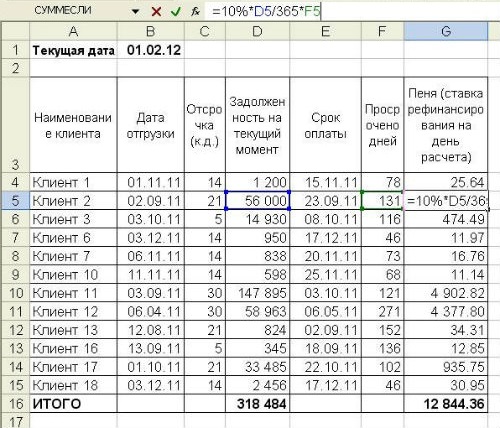 СУММЕСЛИ =10%*D5/365*F5
A B C D E F G
1 Текущая дата 01.02.12
2
3 Наименовани е клиента Дата отгрузки Отсро чка (к.д.) Задолжен ность на текущий момент Срок оплаты Проср очено дней Пеня (ставка рефинансиро вания на день расчета)
4 Клиент 1 01.11.11 14 1 200 15.11.11 78 25.64
5 Клиент 2 02.09.11 21 56 000 23.09.11 131 =10%*D5/36
6 Клиент 3 03.10.11 5 14 930 08.10.11 116 474.49
7 Клиент 6 03.12.11 14 950 17.12.11 46 11.97
8 Клиент 7 06.11.11 14 838 20.11.11 73 16.76
9 Клиент 10 11.11.11 14 598 25.11.11 68 11.14
10 Клиент 11 03.09.11 30 147 895 03.10.11 121 4 902.82
11 Клиент 12 06.04.11 30 58 963 06.05.11 271 4 377.80
12 Клиент 13 12.08.11 21 824 02.09.11 152 34.31
13 Клиент 16 13.09.11 5 345 18.09.11 136 12.85
14 Клиент 17 01.10.11 21 33 485 22.10.11 102 935.75
15 Клиент 18 03.12.11 14 2 456 17.12.11 46 30.95
16 ИТОГО 318 484 12 844.36
17